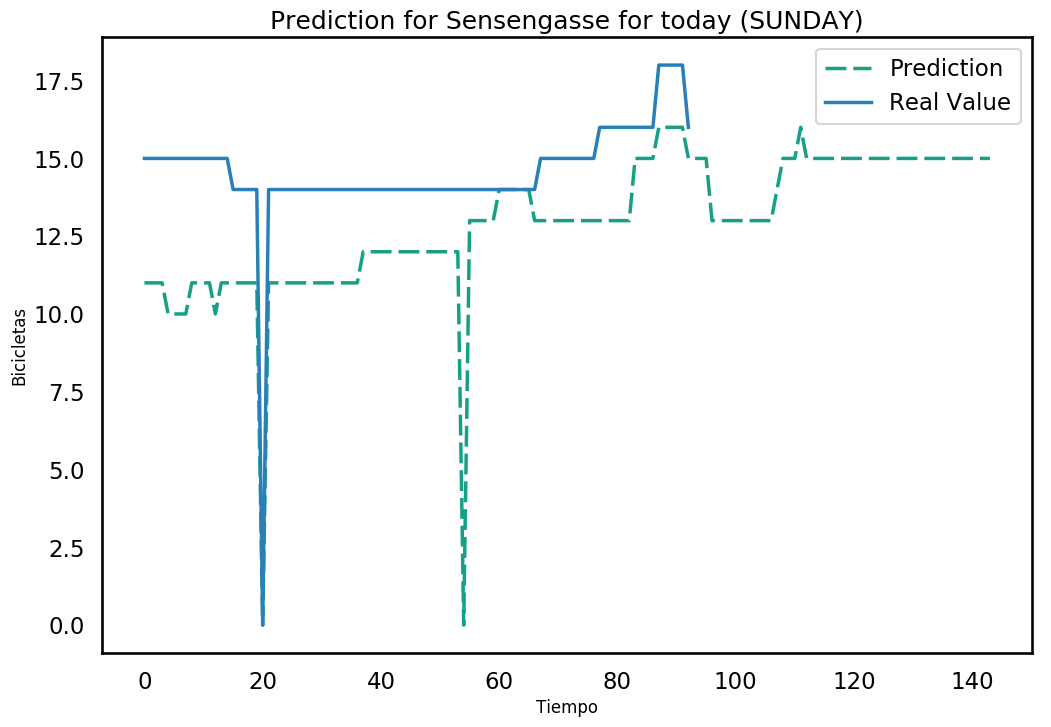 Prediction for Sensengasse for today (SUNDAY)
Prediction
Real Value
17.5
15.0
12.5
10.0
7.5
5.0
2.5
0.0
Bicicletas
0 20 40 60 80 100 120 140
Tiempo